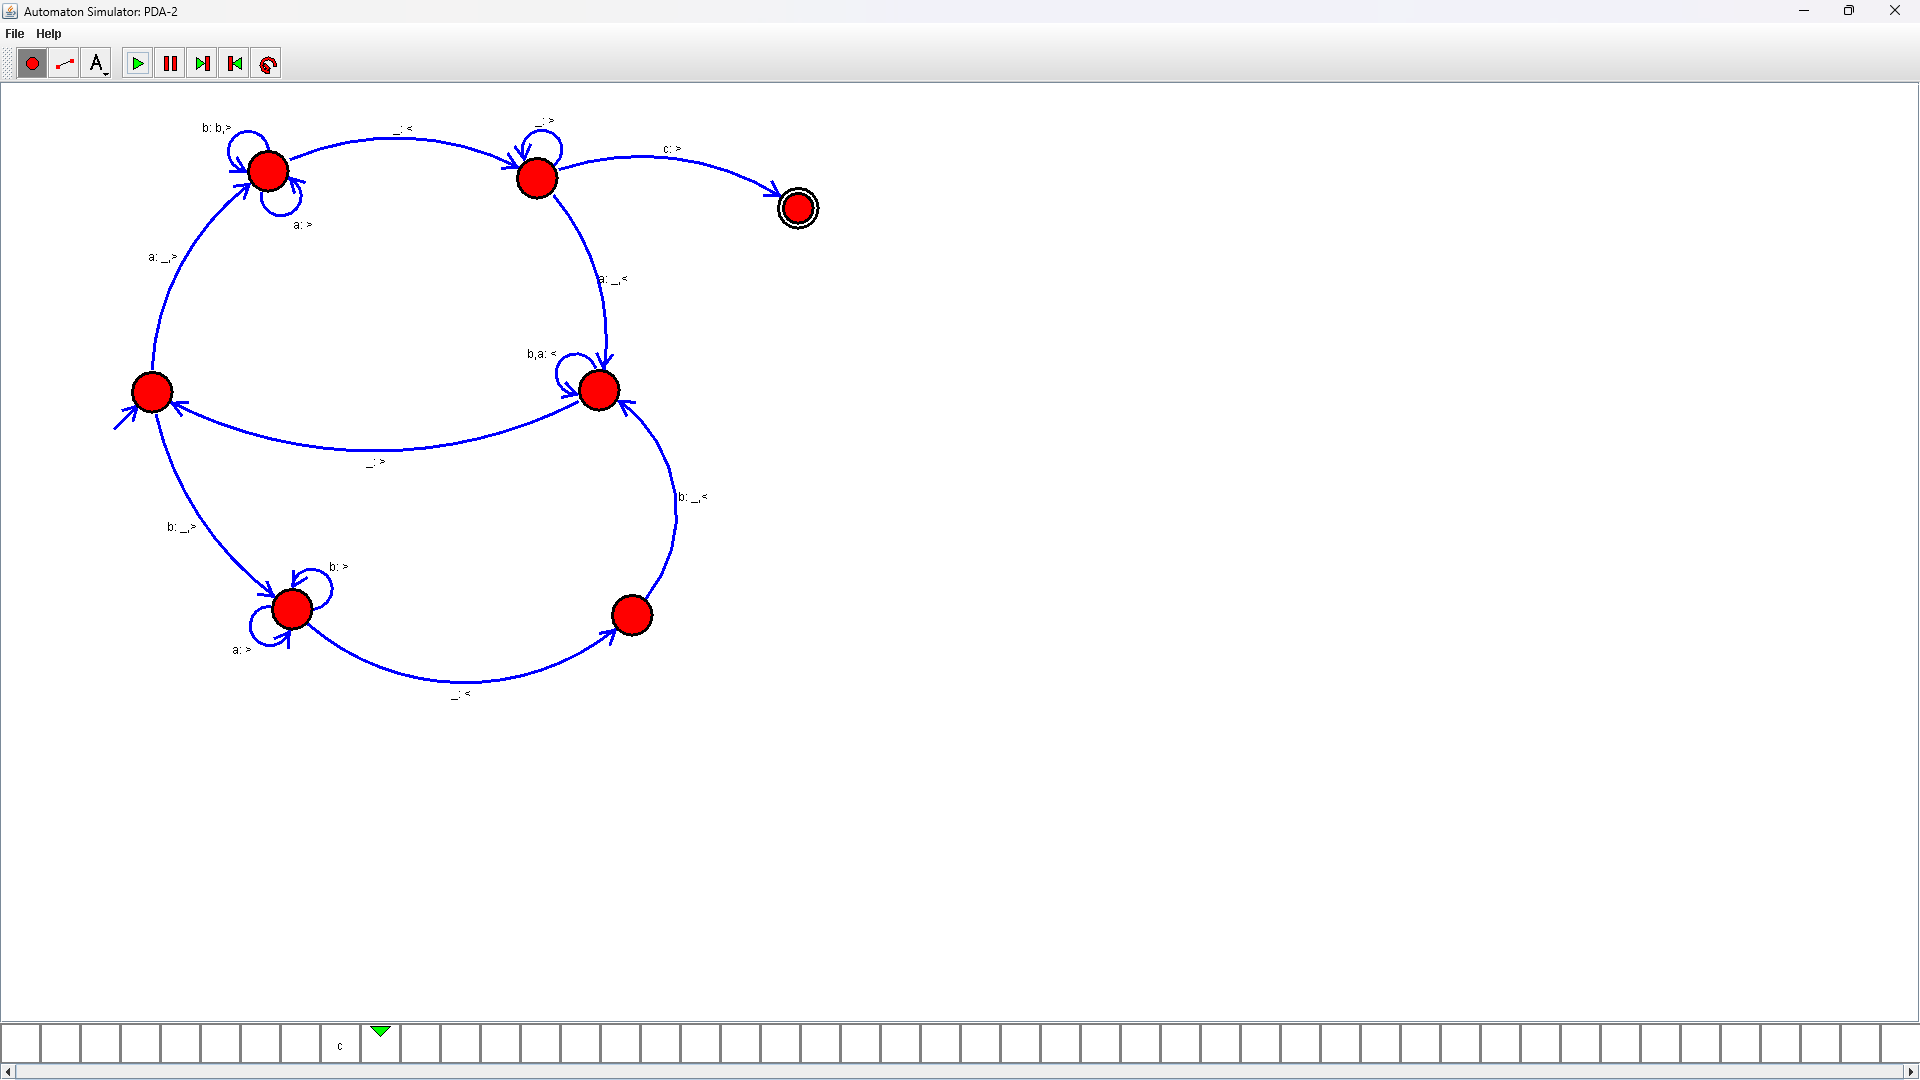 Automaton Simulator: PDA-2
File Help
A
_: >
b: b,>
_: <
c: >
a: >
a: _,>
a: _,<
b,a: <
_: >
b: _,<
b: _,>
b: >
a: >
_: <
c